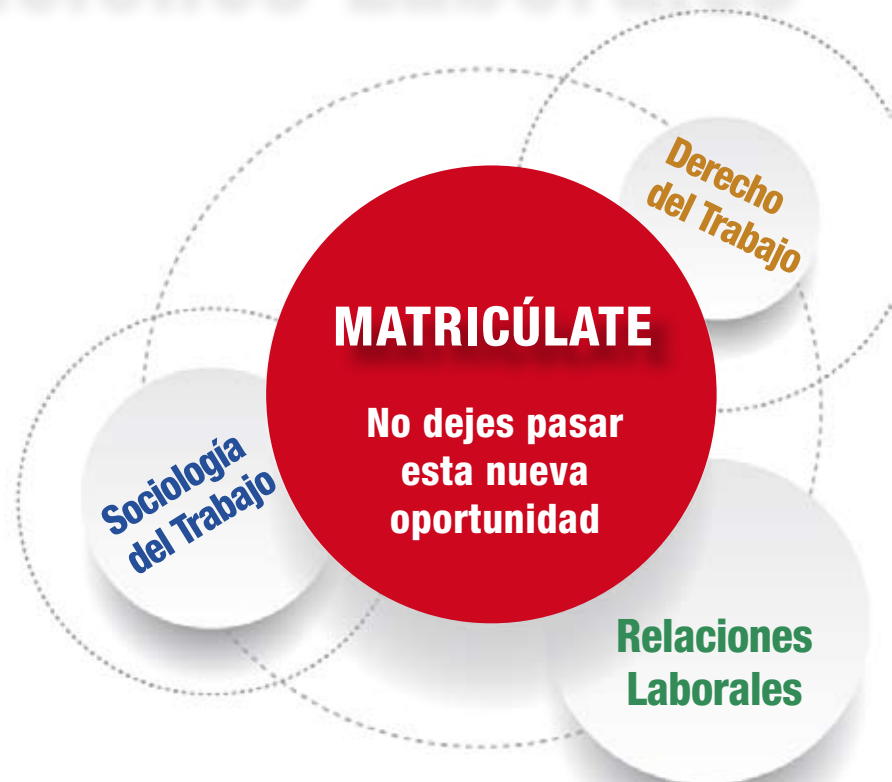 MATRICÚLATE
No dejes pasar
esta nueva
oportunidad
Derecho
del Trabajo
Sociología
del Trabajo
Relaciones
Laborales